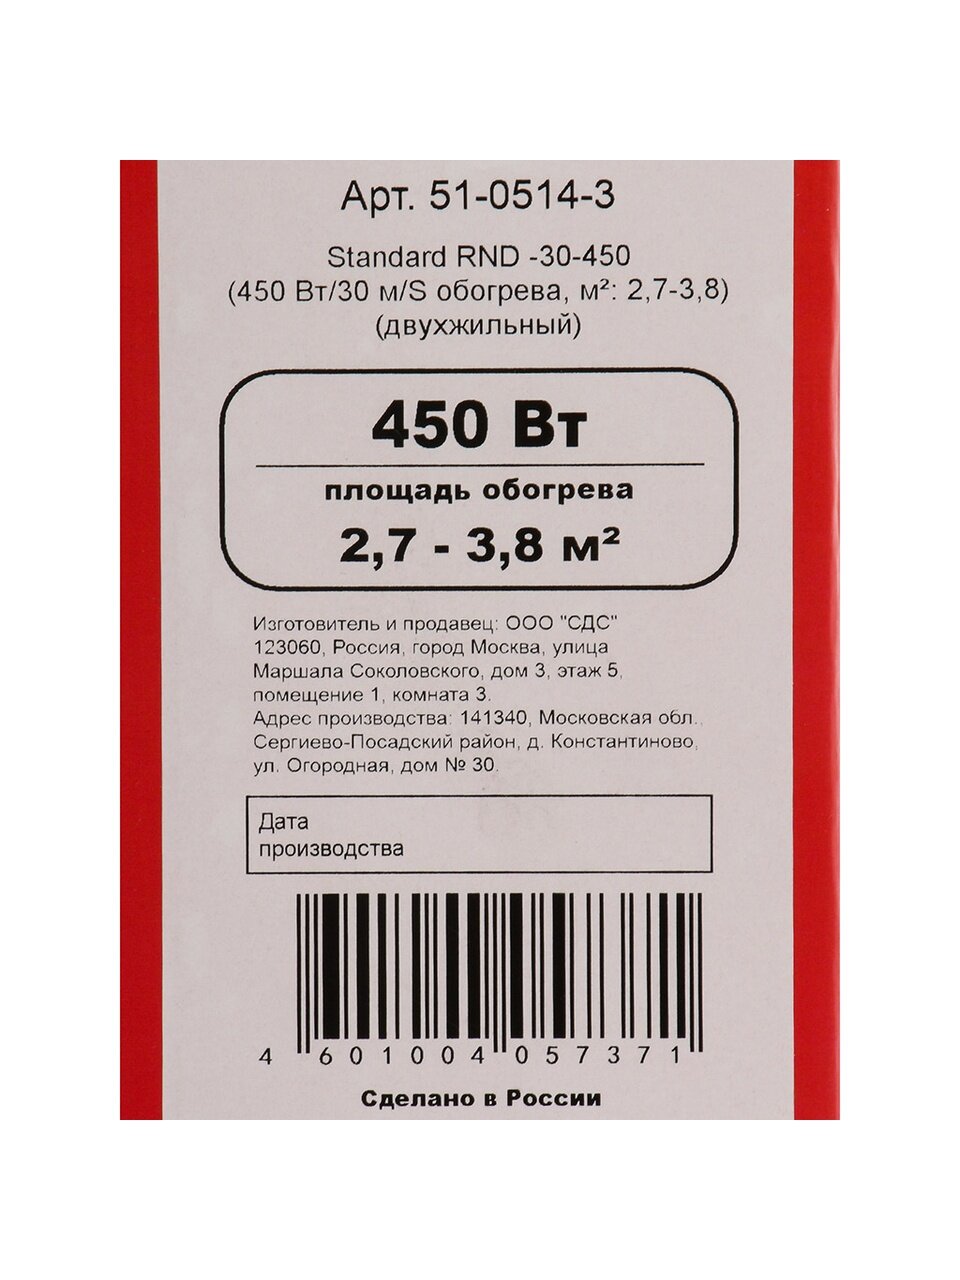 Арт. 51-0514-3
Standard RND -30-450
(450 Вт/30 м/S обогрева, м²: 2,7-3,8)
(двухжильный)
450 Вт
площадь обогрева
2,7 - 3,8 м²
Изготовитель и продавец: ООО "СДС"
123060, Россия, город Москва, улица
Маршала Соколовского, дом 3, этаж 5,
помещение 1, комната 3.
Адрес производства: 141340, Московская обл.,
Сергиево-Посадский район, д. Константиново,
ул. Огородная, дом № 30.
Дата
производства
4 601004 057371
Сделано в России